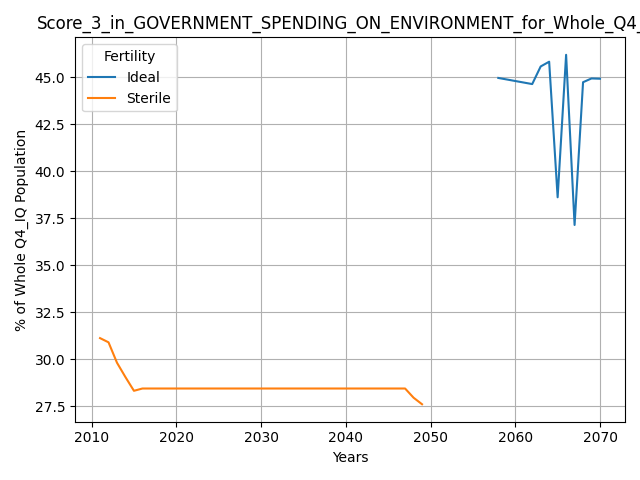 Score_3_in_GOVERNMENT_SPENDING_ON_ENVIRONMENT_for_Whole_Q4_
Fertility
Ideal
Sterile
% of Whole Q4_IQ Population
45.0
42.5
40.0
37.5
35.0
32.5
30.0
27.5
2010 2020 2030 2040 2050 2060 2070
Years